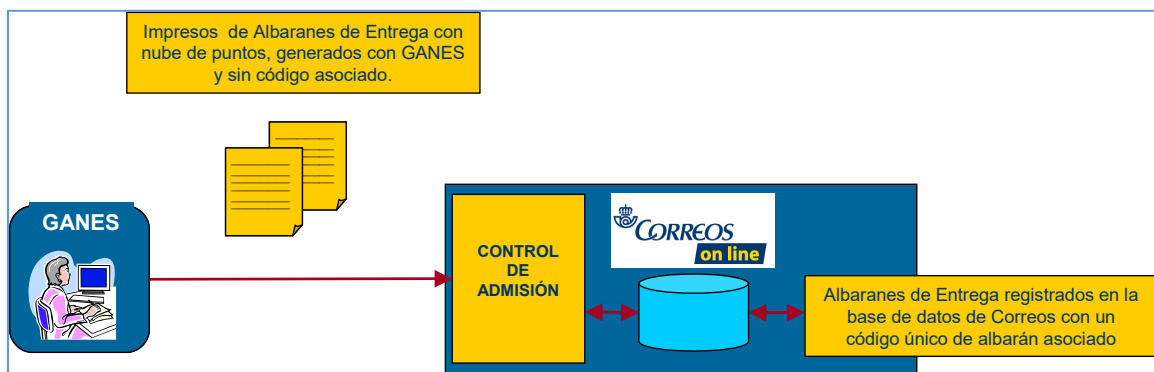 Impresos de Albaranes de Entrega con
nube de puntos, generados con GANES
y sin código asociado.
GANES
CONTROL
DE
ADMISIÓN
CORREOS
on line
Albaranes de Entrega registrados en la
base de datos de Correos con un
código único de albarán asociado